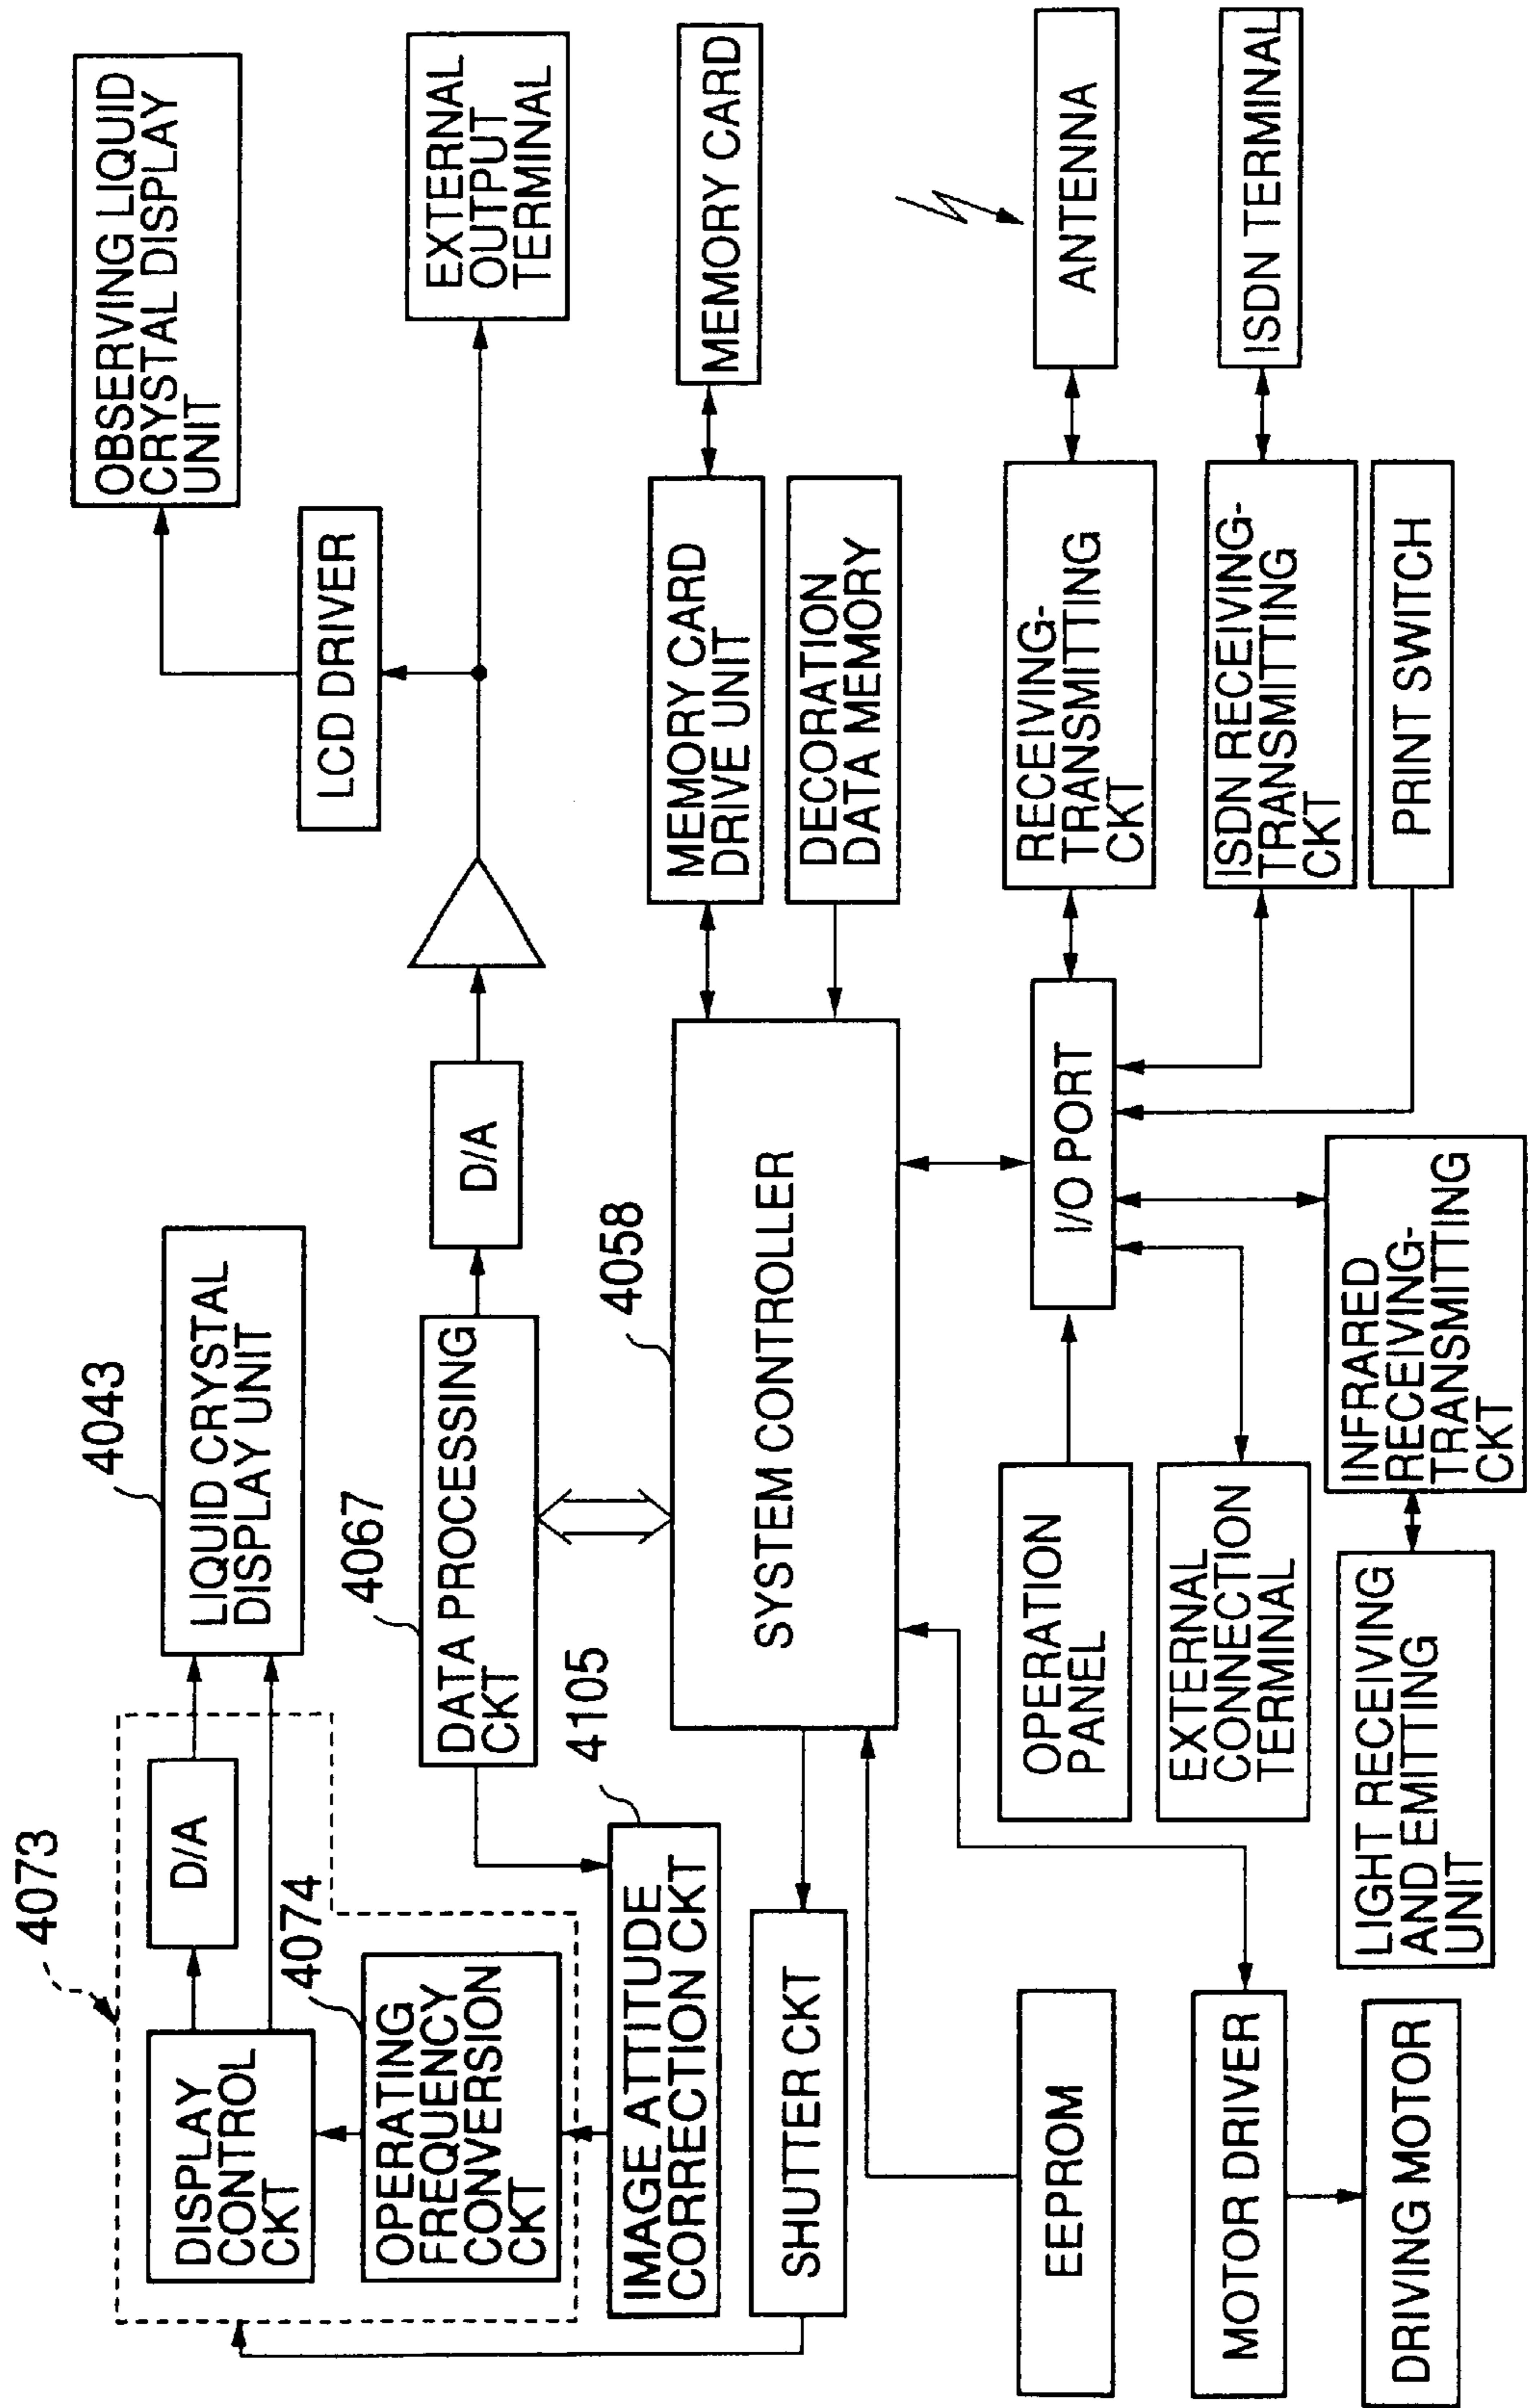 4073
DISPLAY
CONTROL
CKT
D/A
4043
LIQUID CRYSTAL
DISPLAY UNIT
OBSERVING LIQUID
CRYSTAL DISPLAY
UNIT
4074
OPERATING
FREQUENCY
CONVERSION
CKT
4067
DATA PROCESSING
CKT
D/A
LCD DRIVER
EXTERNAL
OUTPUT
TERMINAL
4105
IMAGE ATTITUDE
CORRECTION CKT
4058
SYSTEM CONTROLLER
MEMORY CARD
DRIVE UNIT
MEMORY CARD
SHUTTER CKT
DECORATION
DATA MEMORY
EEPROM
OPERATION
PANEL
I/O PORT
RECEIVING-
TRANSMITTING
CKT
ANTENNA
MOTOR DRIVER
EXTERNAL
CONNECTION
TERMINAL
ISDN RECEIVING-
TRANSMITTING
CKT
ISDN TERMINAL
DRIVING MOTOR
LIGHT RECEIVING
AND EMITTING
UNIT
INFRARED
RECEIVING-
TRANSMITTING
CKT
PRINT SWITCH